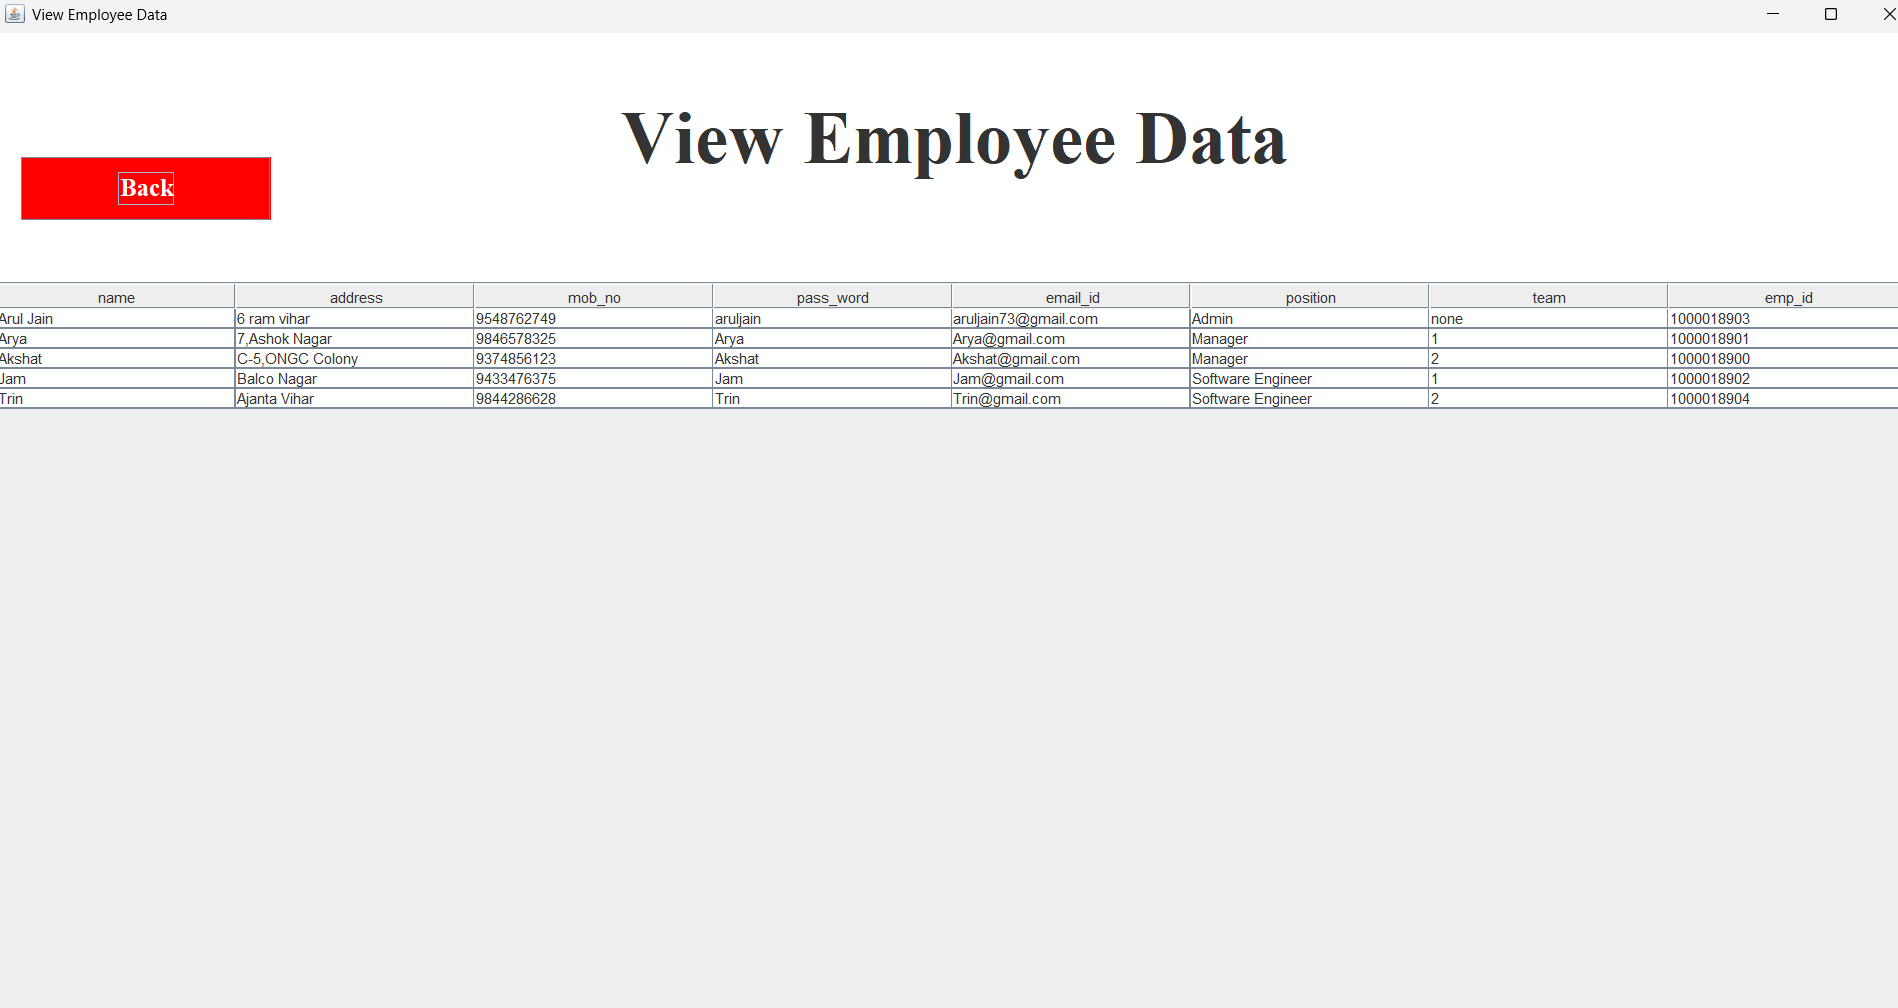 View Employee Data
View Employee Data
Back
name address mob_no pass_word email_id position team emp_id
Arul Jain 6 ram vihar 9548762749 aruljain aruljain73@gmail.com Admin none 1000018903
Arya 7,Ashok Nagar 9846578325 Arya Arya@gmail.com Manager 1 1000018901
Akshat C-5,ONGC Colony 9374856123 Akshat Akshat@gmail.com Manager 2 1000018900
Jam Balco Nagar 9433476375 Jam Jam@gmail.com Software Engineer 1 1000018902
Trin Ajanta Vihar 9844286628 Trin Trin@gmail.com Software Engineer 2 1000018904